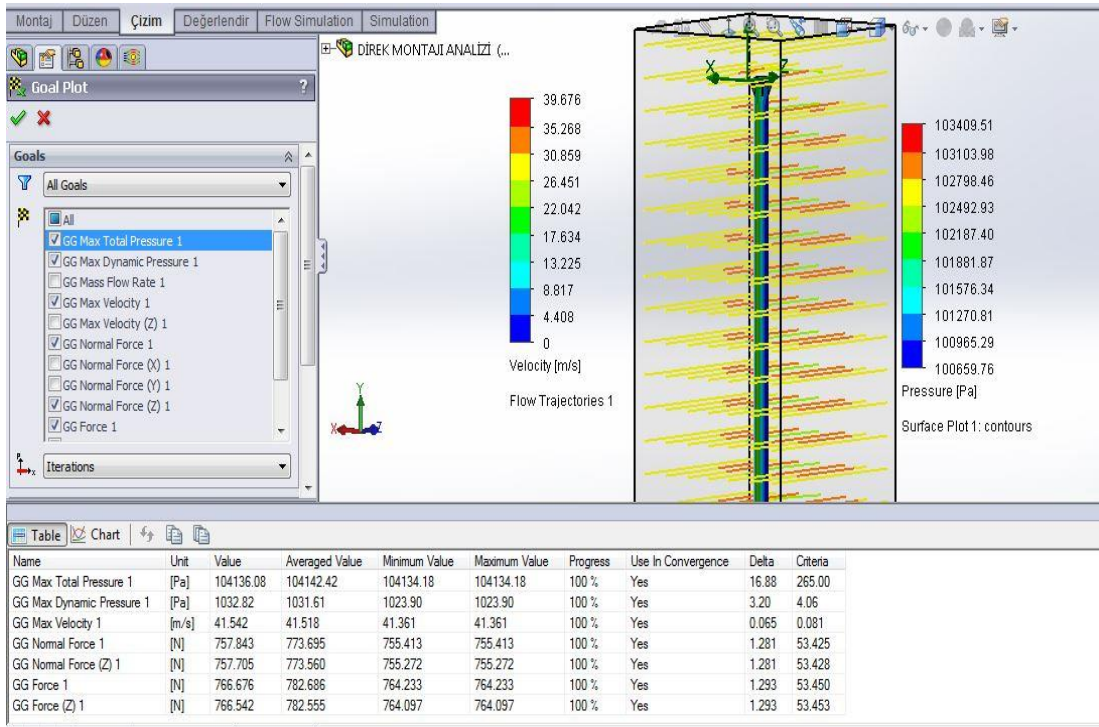 Montaj Düzen Çizim Değerlendir Flow Simulation Simulation
DİREK MONTAJI ANALİZİ (...
Goal Plot ?
Goals
All Goals
All
GG Max Total Pressure 1
GG Max Dynamic Pressure 1
GG Mass Flow Rate 1
GG Max Velocity 1
GG Max Velocity (Z) 1
GG Normal Force 1
GG Normal Force (X) 1
GG Normal Force (Y) 1
GG Normal Force (Z) 1
GG Force 1
Iterations
39.676
35.268
30.859
26.451
22.042
17.634
13.225
8.817
4.408
0
Velocity [m/s]
Flow Trajectories 1
X Z
Y
X Z
103409.51
103103.98
102798.46
102492.93
102187.40
101881.87
101576.34
101270.81
100965.29
100659.76
Pressure [Pa]
Surface Plot 1: contours
Table Chart
Name Unit Value Averaged Value Minimum Value Maximum Value Progress Use In Convergence Delta Criteria
GG Max Total Pressure 1 [Pa] 104136.08 104142.42 104134.18 104134.18 100 % Yes 16.88 265.00
GG Max Dynamic Pressure 1 [Pa] 1032.82 1031.61 1023.90 1023.90 100 % Yes 3.20 4.06
GG Max Velocity 1 [m/s] 41.542 41.518 41.361 41.361 100 % Yes 0.065 0.081
GG Normal Force 1 [N] 757.843 773.695 755.413 755.413 100 % Yes 1.281 53.425
GG Normal Force (Z) 1 [N] 757.705 773.560 755.272 755.272 100 % Yes 1.281 53.428
GG Force 1 [N] 766.676 782.686 764.233 764.233 100 % Yes 1.293 53.450
GG Force (Z) 1 [N] 766.542 782.555 764.097 764.097 100 % Yes 1.293 53.453